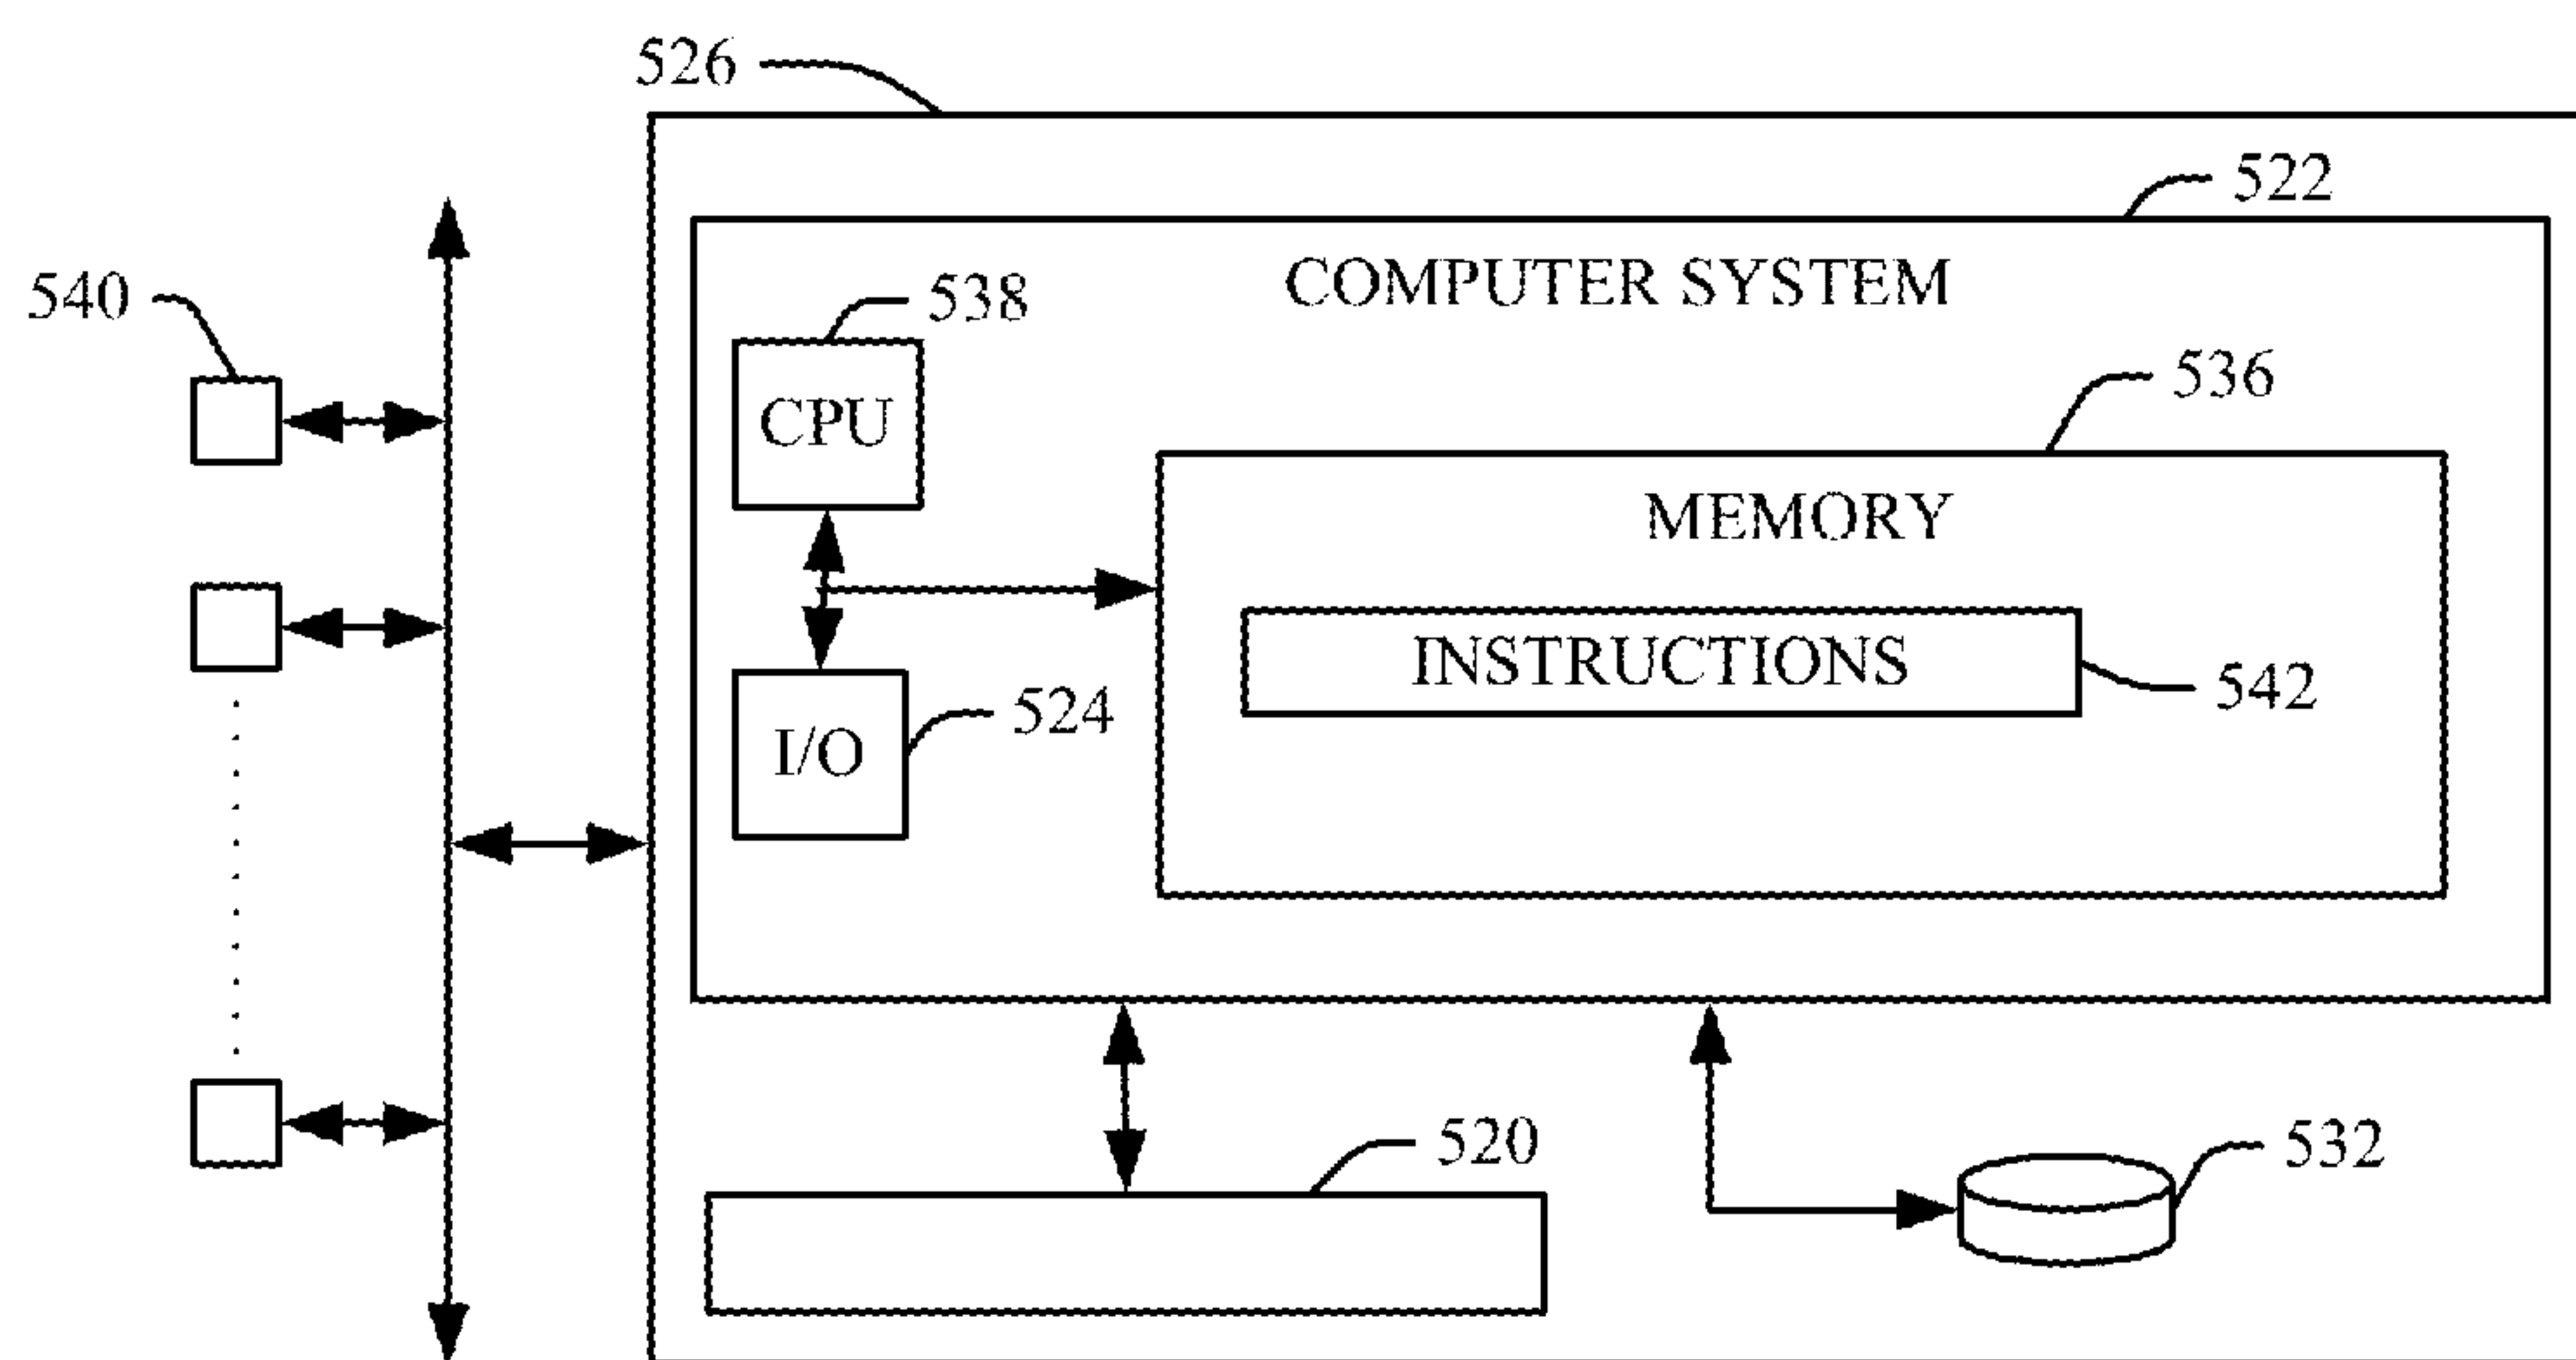 526
522
COMPUTER SYSTEM
540
538
536
CPU
MEMORY
INSTRUCTIONS
542
524
I/O
520
532